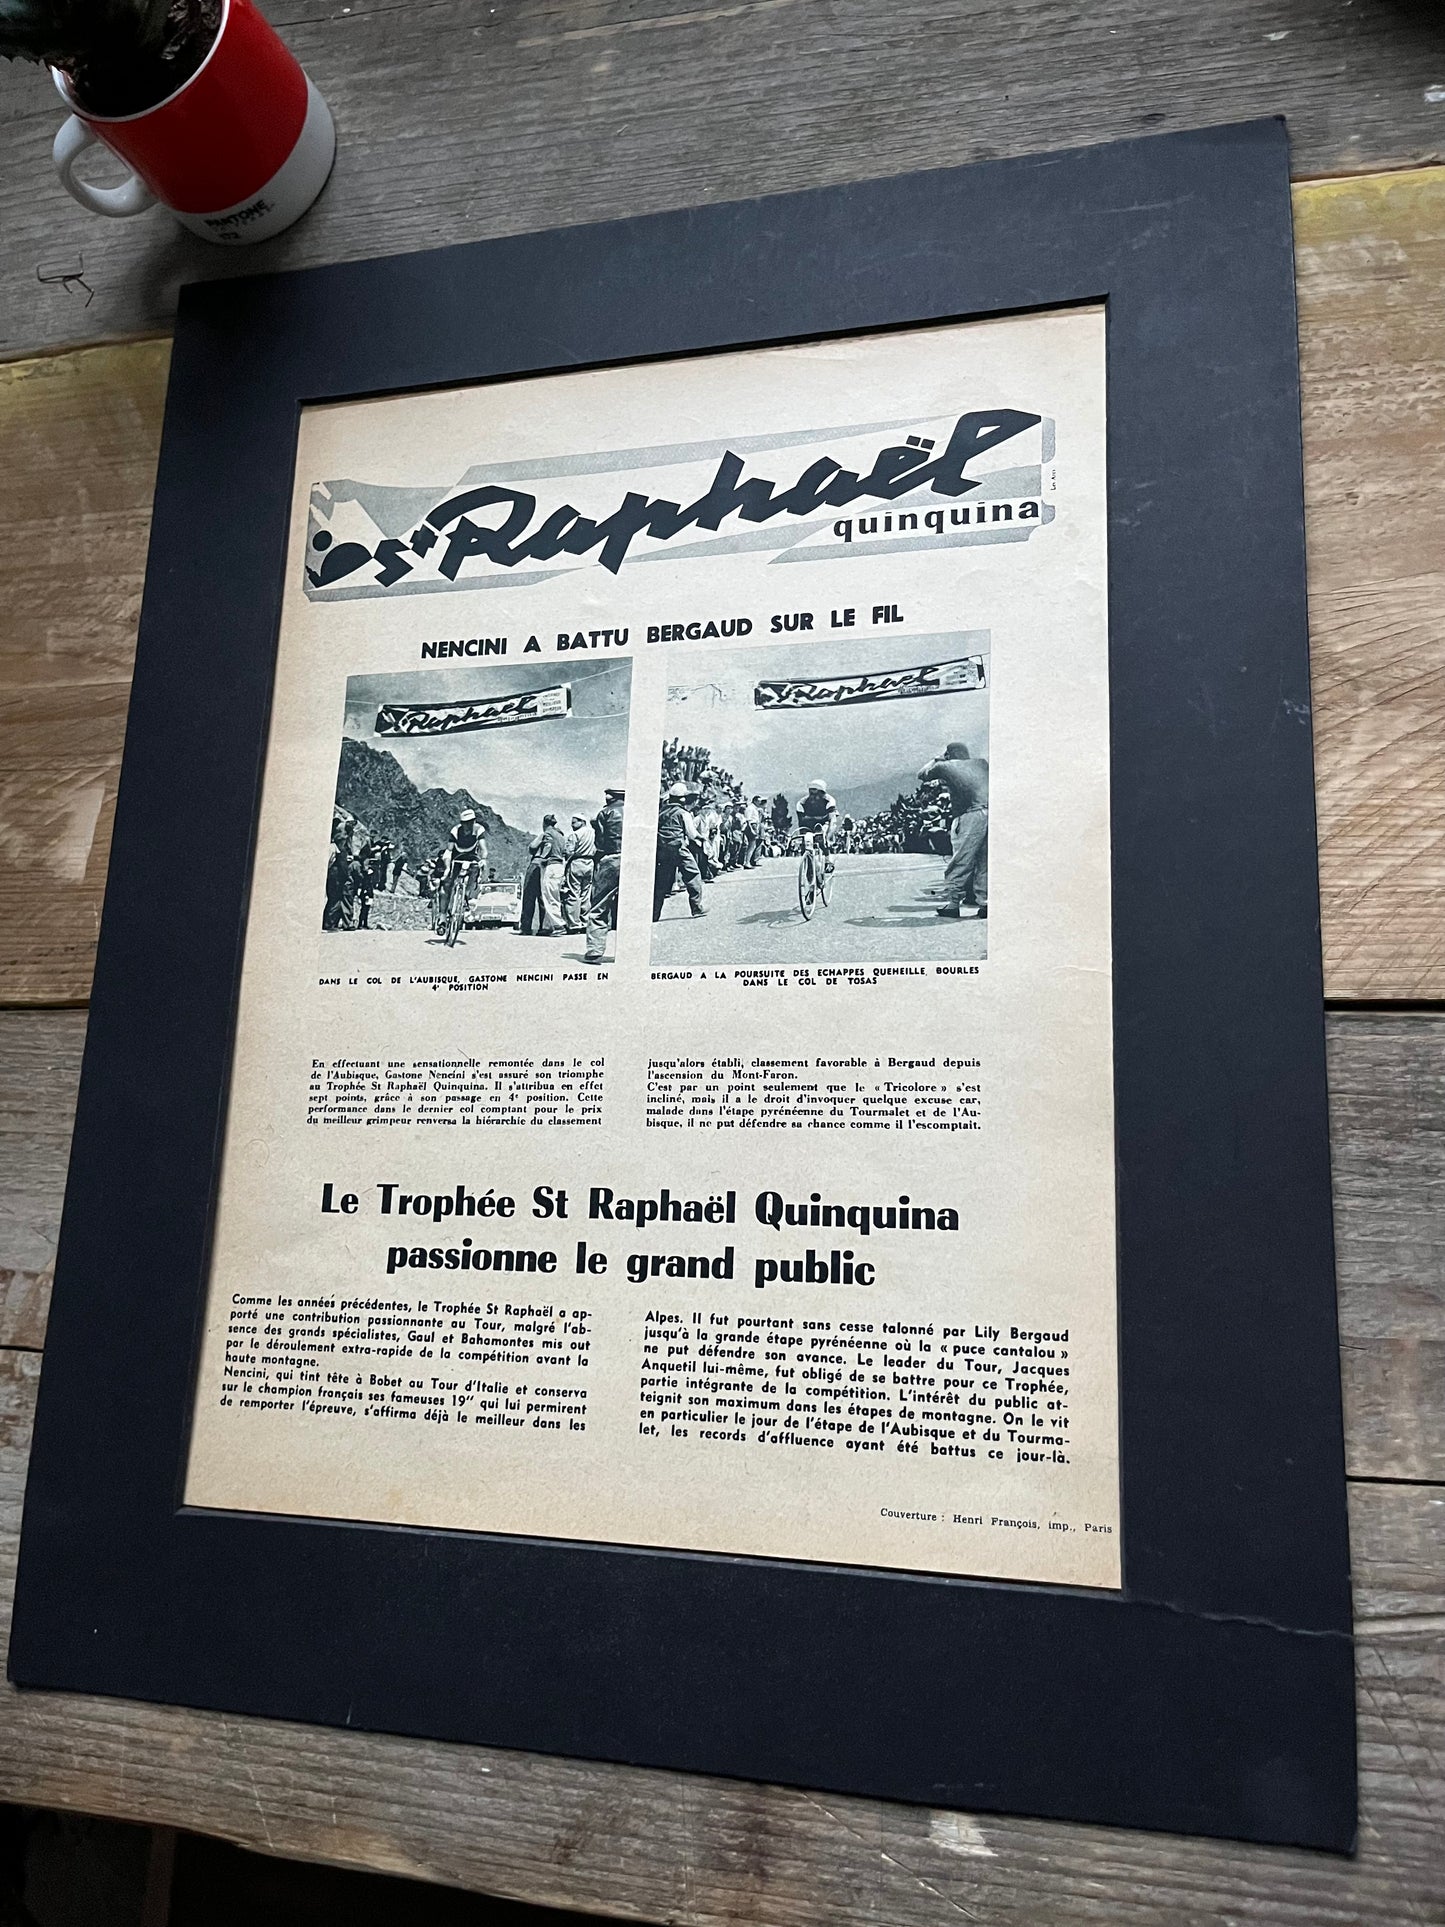 PANTONE
St Raphaël
quinquina
NENCINI A BATTU BERGAUD SUR LE FIL
St Raphaël
quinquina
St Raphaël
quinquina
DANS LE COL DE L'AUBISQUE, GASTONE NENCINI PASSE EN
4e POSITION
BERGAUD A LA POURSUITE DES ECHAPPES QUEHEILLE, BOURLES
DANS LE COL DE TOSAS
En effectuant une sensationnelle remontée dans le col
de l'Aubisque, Gastone Nencini s'est assuré son triomphe
au Trophée St Raphaël Quinquina. Il s'attribua en effet
sept points, grâce à son passage en 4e position. Cette
performance dans le dernier col comptant pour le prix
du meilleur grimpeur renversa la hiérarchie du classement
jusqu'alors établi, classement favorable à Bergaud depuis
l'ascension du Mont-Faron.
C'est par un point seulement que le « Tricolore » s'est
incliné, mais il a le droit d'invoquer quelque excuse car,
malade dans l'étape pyrénéenne du Tourmalet et de l'Au-
bisque, il ne put défendre sa chance comme il l'escomptait.
Le Trophée St Raphaël Quinquina
passionne le grand public
Comme les années précédentes, le Trophée St Raphaël a ap-
porté une contribution passionnante au Tour, malgré l'ab-
sence des grands spécialistes, Gaul et Bahamontes mis out
par le déroulement extra-rapide de la compétition avant la
haute montagne.
Nencini, qui tint tête à Bobet au Tour d'Italie et conserva
sur le champion français ses fameuses 19" qui lui permirent
de remporter l'épreuve, s'affirma déjà le meilleur dans les
Alpes. Il fut pourtant sans cesse talonné par Lily Bergaud
jusqu'à la grande étape pyrénéenne où la « puce cantalou »
ne put défendre son avance. Le leader du Tour, Jacques
Anquetil lui-même, fut obligé de se battre pour ce Trophée,
partie intégrante de la compétition. L'intérêt du public at-
teignit son maximum dans les étapes de montagne. On le vit
en particulier le jour de l'étape de l'Aubisque et du Tourma-
let, les records d'affluence ayant été battus ce jour-là.
Couverture : Henri François, imp., Paris